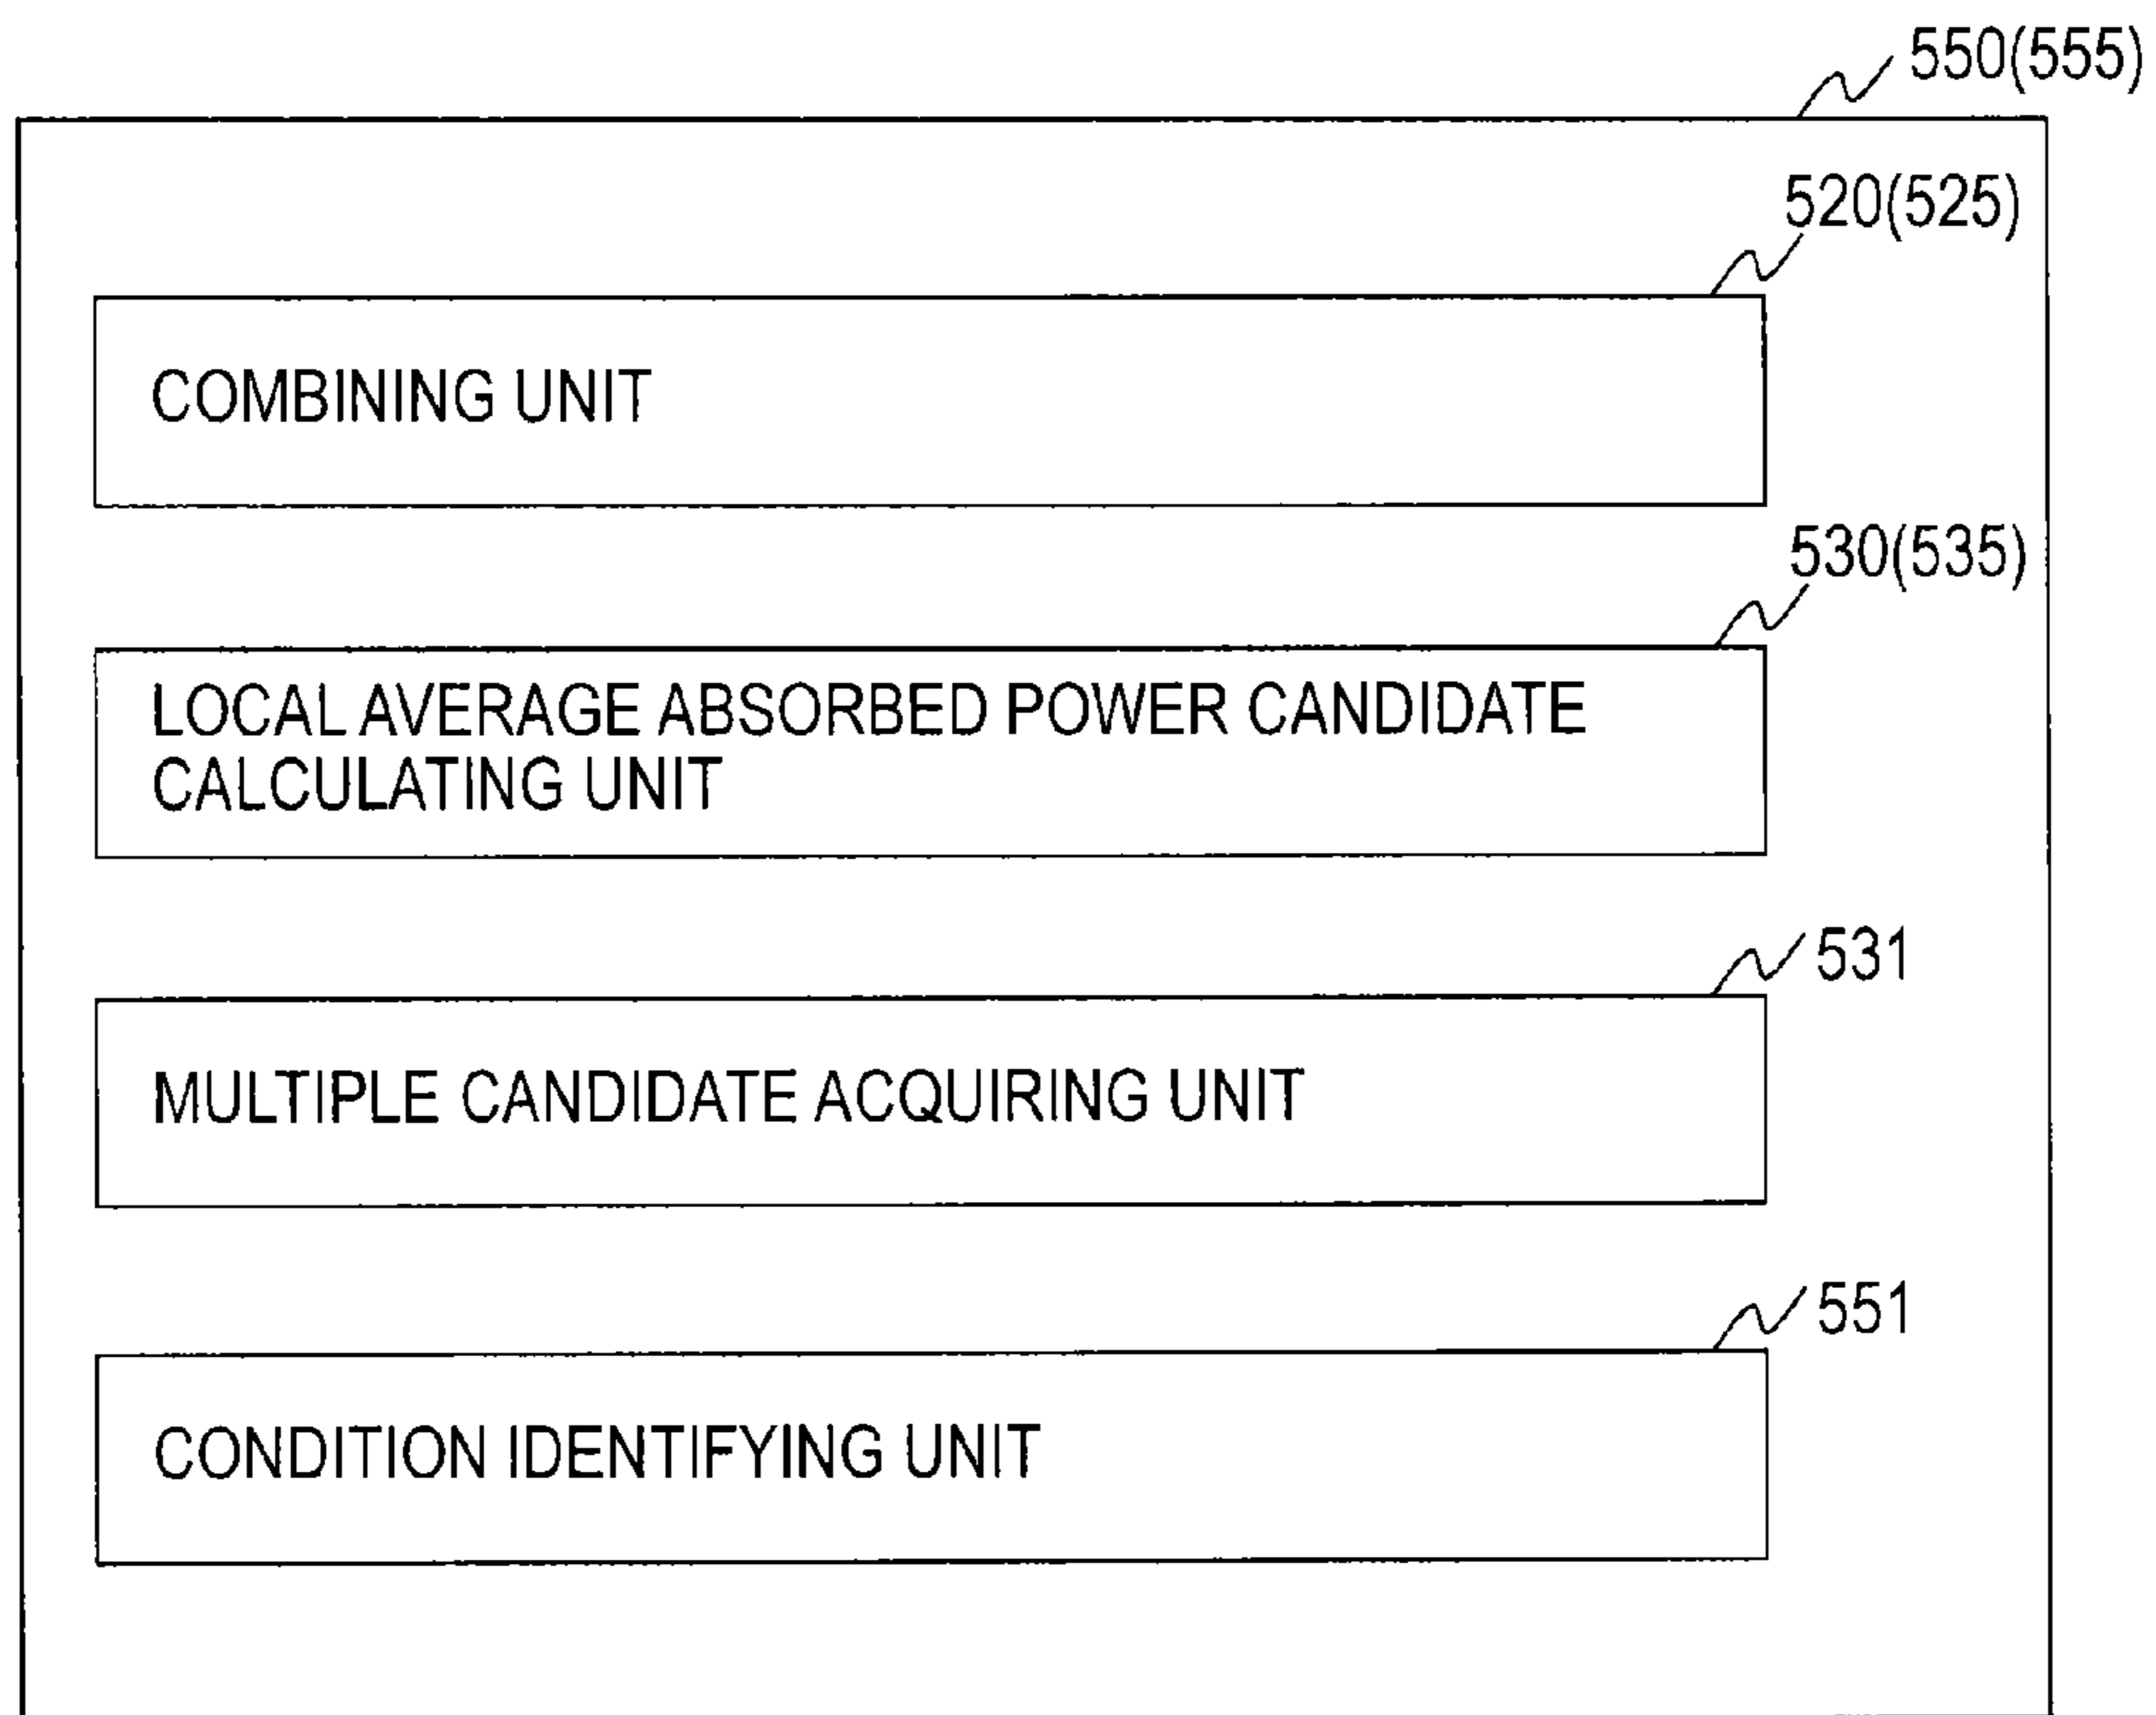 550(555)
520(525)
COMBINING UNIT
530(535)
LOCAL AVERAGE ABSORBED POWER CANDIDATE
CALCULATING UNIT
531
MULTIPLE CANDIDATE ACQUIRING UNIT
551
CONDITION IDENTIFYING UNIT